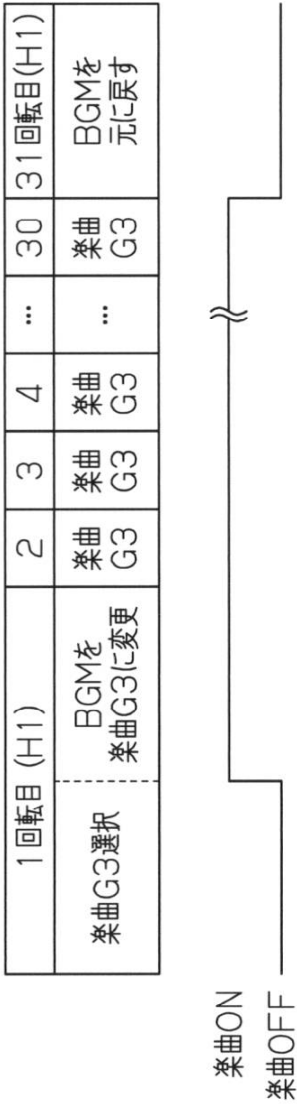 1回転目 (H1)
2
3
4
…
30
31回転目(H1)
楽曲G3選択
BGMを
楽曲G3に変更
楽曲
G3
楽曲
G3
楽曲
G3
…
楽曲
G3
BGMを
元に戻す
楽曲ON
楽曲OFF